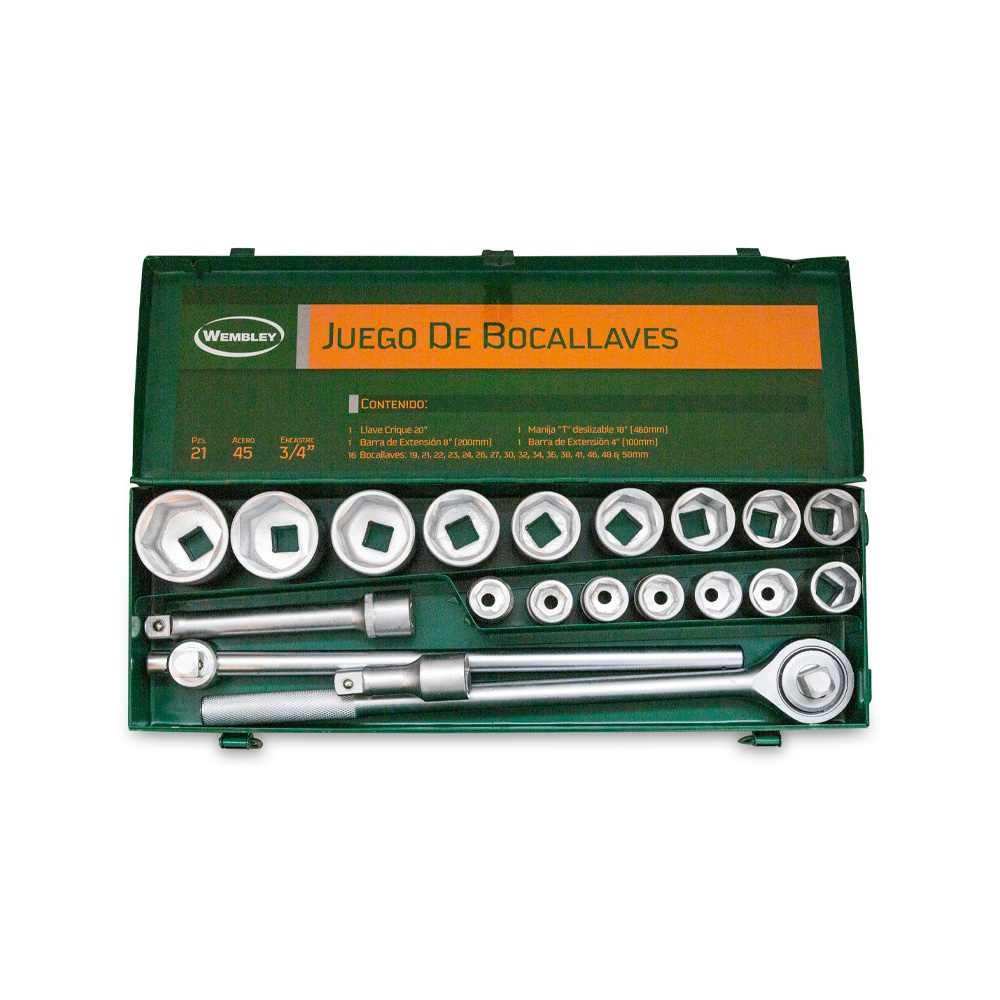 WEMBLEY
JUEGO DE BOCALLAVES
CONTENIDO:
1 Llave Crique 20"
1 Manija "T" deslizable 18" (460mm)
1 Barra de Extensión 8" (200mm)
1 Barra de Extensión 4" (100mm)
16 Bocallaves: 19, 21, 22, 23, 24, 26, 27, 30, 32, 34, 36, 38, 41, 46, 48 & 50mm
PZS. ACERO ENCASTRE
21 45 3/4"